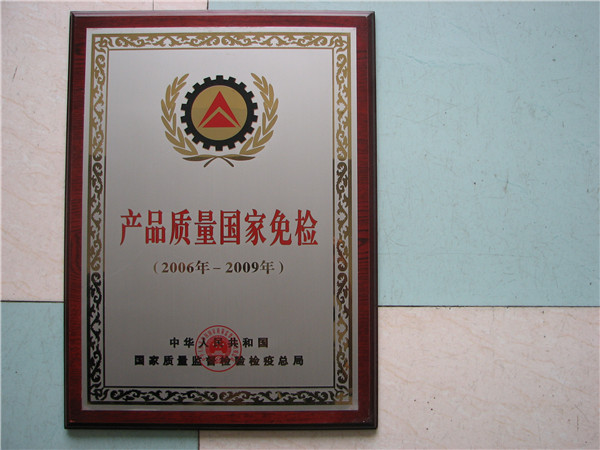 产品质量国家免检
(2006年-2009年)
中华人民共和国
国家质量监督检验检疫总局